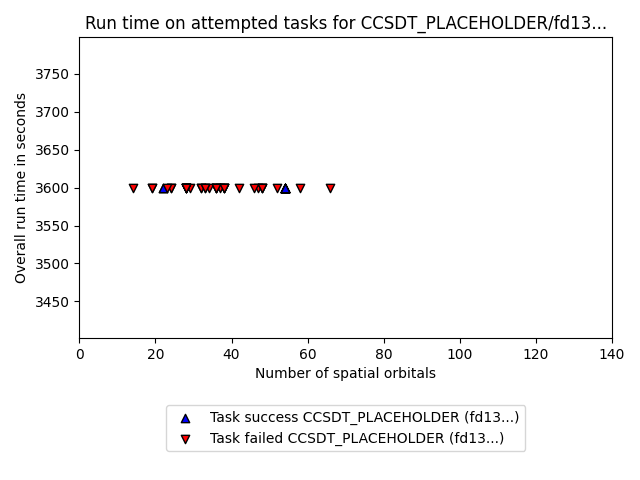 Run time on attempted tasks for CCSDT_PLACEHOLDER/fd13...
3750
3700
3650
3600
3550
3500
3450
Overall run time in seconds
0 20 40 60 80 100 120 140
Number of spatial orbitals
Task success CCSDT_PLACEHOLDER (fd13...)
Task failed CCSDT_PLACEHOLDER (fd13...)